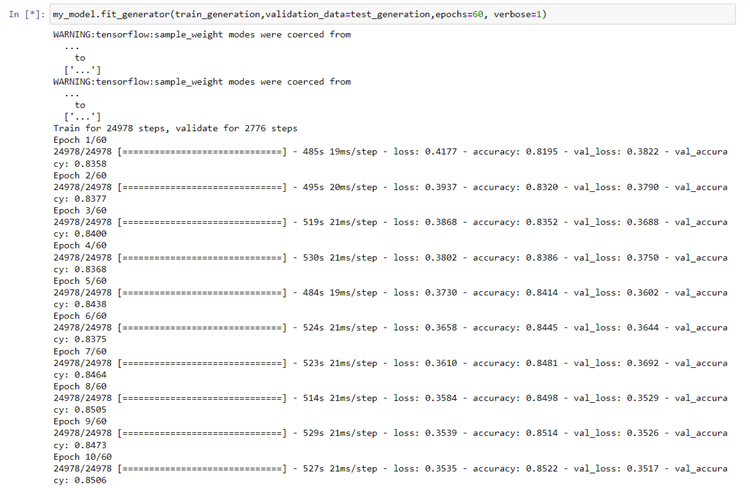 In [*]: my_model.fit_generator(train_generation,validation_data=test_generation,epochs=60, verbose=1)
WARNING:tensorflow:sample_weight modes were coerced from
...
to
['...']
WARNING:tensorflow:sample_weight modes were coerced from
...
to
['...']
Train for 24978 steps, validate for 2776 steps
Epoch 1/60
24978/24978 [==============================] - 485s 19ms/step - loss: 0.4177 - accuracy: 0.8195 - val_loss: 0.3822 - val_accura
cy: 0.8358
Epoch 2/60
24978/24978 [==============================] - 495s 20ms/step - loss: 0.3937 - accuracy: 0.8320 - val_loss: 0.3790 - val_accura
cy: 0.8377
Epoch 3/60
24978/24978 [==============================] - 519s 21ms/step - loss: 0.3868 - accuracy: 0.8352 - val_loss: 0.3688 - val_accura
cy: 0.8400
Epoch 4/60
24978/24978 [==============================] - 530s 21ms/step - loss: 0.3802 - accuracy: 0.8386 - val_loss: 0.3750 - val_accura
cy: 0.8368
Epoch 5/60
24978/24978 [==============================] - 484s 19ms/step - loss: 0.3730 - accuracy: 0.8414 - val_loss: 0.3602 - val_accura
cy: 0.8438
Epoch 6/60
24978/24978 [==============================] - 524s 21ms/step - loss: 0.3658 - accuracy: 0.8445 - val_loss: 0.3644 - val_accura
cy: 0.8375
Epoch 7/60
24978/24978 [==============================] - 523s 21ms/step - loss: 0.3610 - accuracy: 0.8481 - val_loss: 0.3692 - val_accura
cy: 0.8464
Epoch 8/60
24978/24978 [==============================] - 514s 21ms/step - loss: 0.3584 - accuracy: 0.8498 - val_loss: 0.3529 - val_accura
cy: 0.8505
Epoch 9/60
24978/24978 [==============================] - 529s 21ms/step - loss: 0.3539 - accuracy: 0.8514 - val_loss: 0.3526 - val_accura
cy: 0.8473
Epoch 10/60
24978/24978 [==============================] - 527s 21ms/step - loss: 0.3535 - accuracy: 0.8522 - val_loss: 0.3517 - val_accura
cy: 0.8506